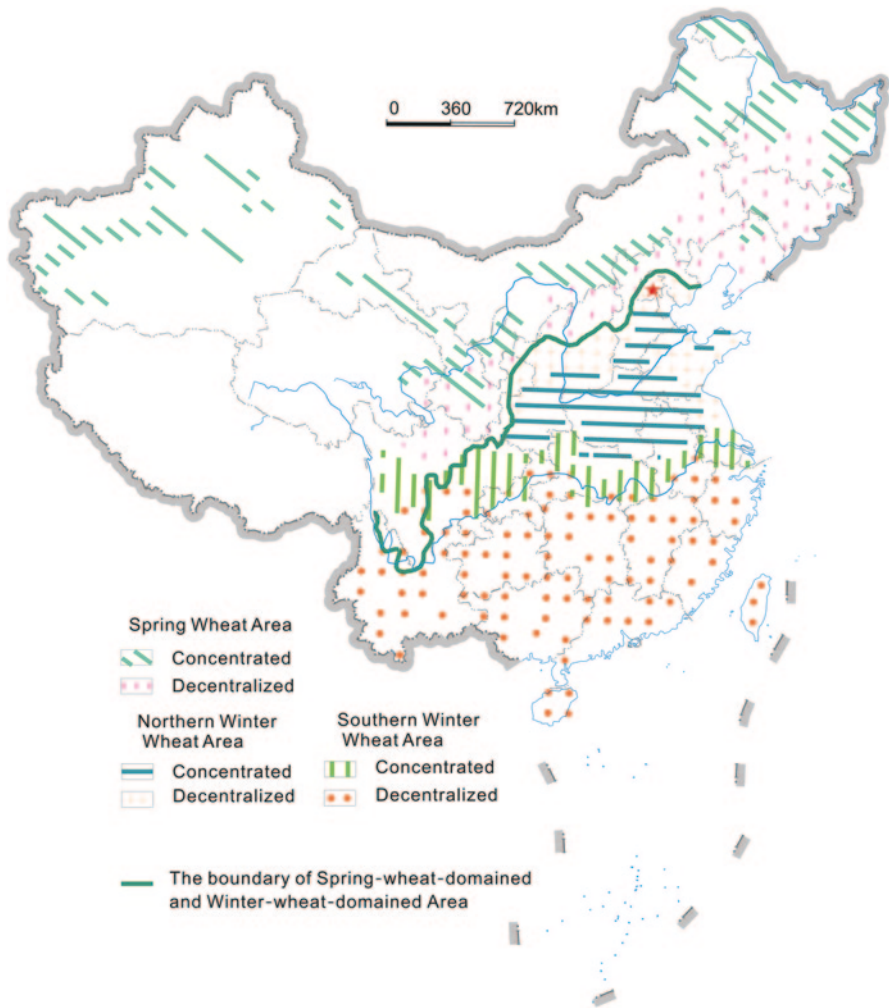 0 360 720km
Spring Wheat Area
Concentrated
Decentralized
Northern Winter
Wheat Area
Concentrated
Decentralized
Southern Winter
Wheat Area
Concentrated
Decentralized
The boundary of Spring-wheat-domained
and Winter-wheat-domained Area